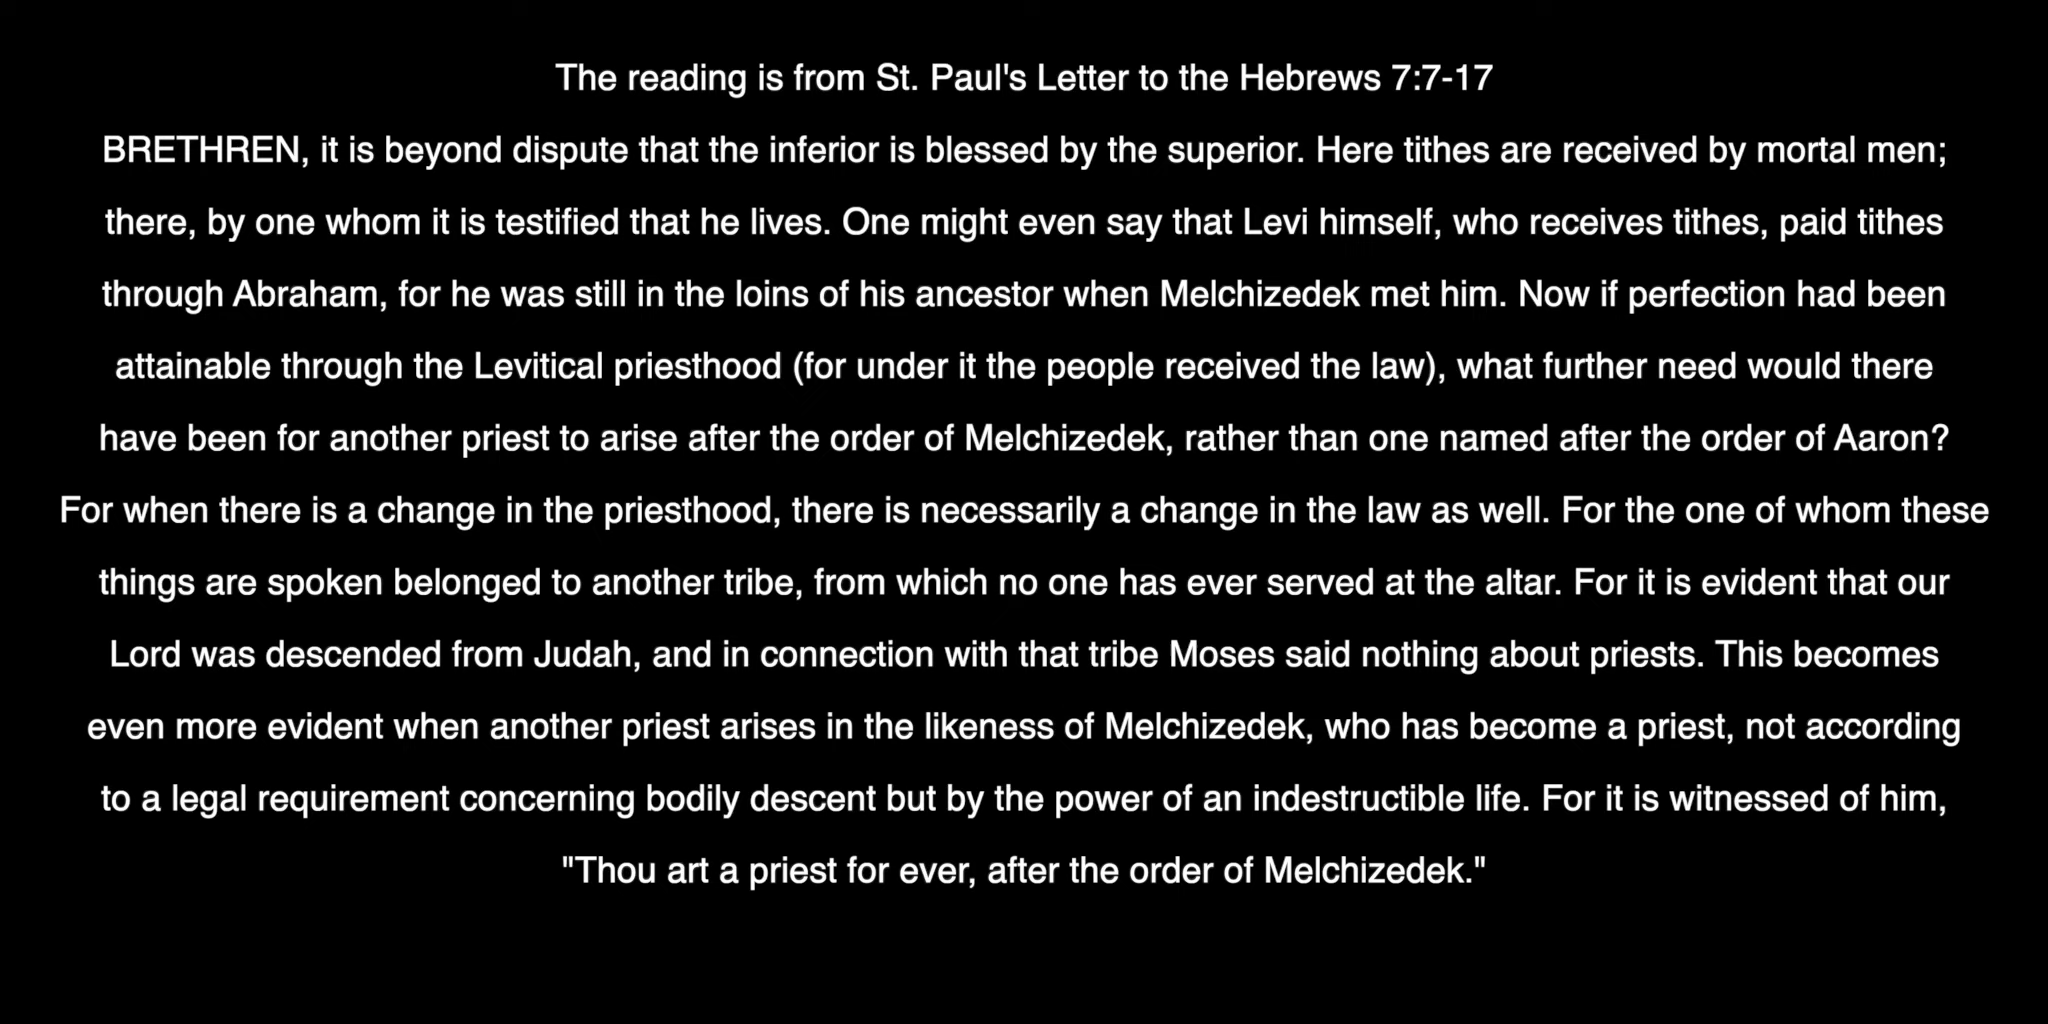 The reading is from St. Paul's Letter to the Hebrews 7:7-17
BRETHREN, it is beyond dispute that the inferior is blessed by the superior. Here tithes are received by mortal men;
there, by one whom it is testified that he lives. One might even say that Levi himself, who receives tithes, paid tithes
through Abraham, for he was still in the loins of his ancestor when Melchizedek met him. Now if perfection had been
attainable through the Levitical priesthood (for under it the people received the law), what further need would there
have been for another priest to arise after the order of Melchizedek, rather than one named after the order of Aaron?
For when there is a change in the priesthood, there is necessarily a change in the law as well. For the one of whom these
things are spoken belonged to another tribe, from which no one has ever served at the altar. For it is evident that our
Lord was descended from Judah, and in connection with that tribe Moses said nothing about priests. This becomes
even more evident when another priest arises in the likeness of Melchizedek, who has become a priest, not according
to a legal requirement concerning bodily descent but by the power of an indestructible life. For it is witnessed of him,
"Thou art a priest for ever, after the order of Melchizedek."